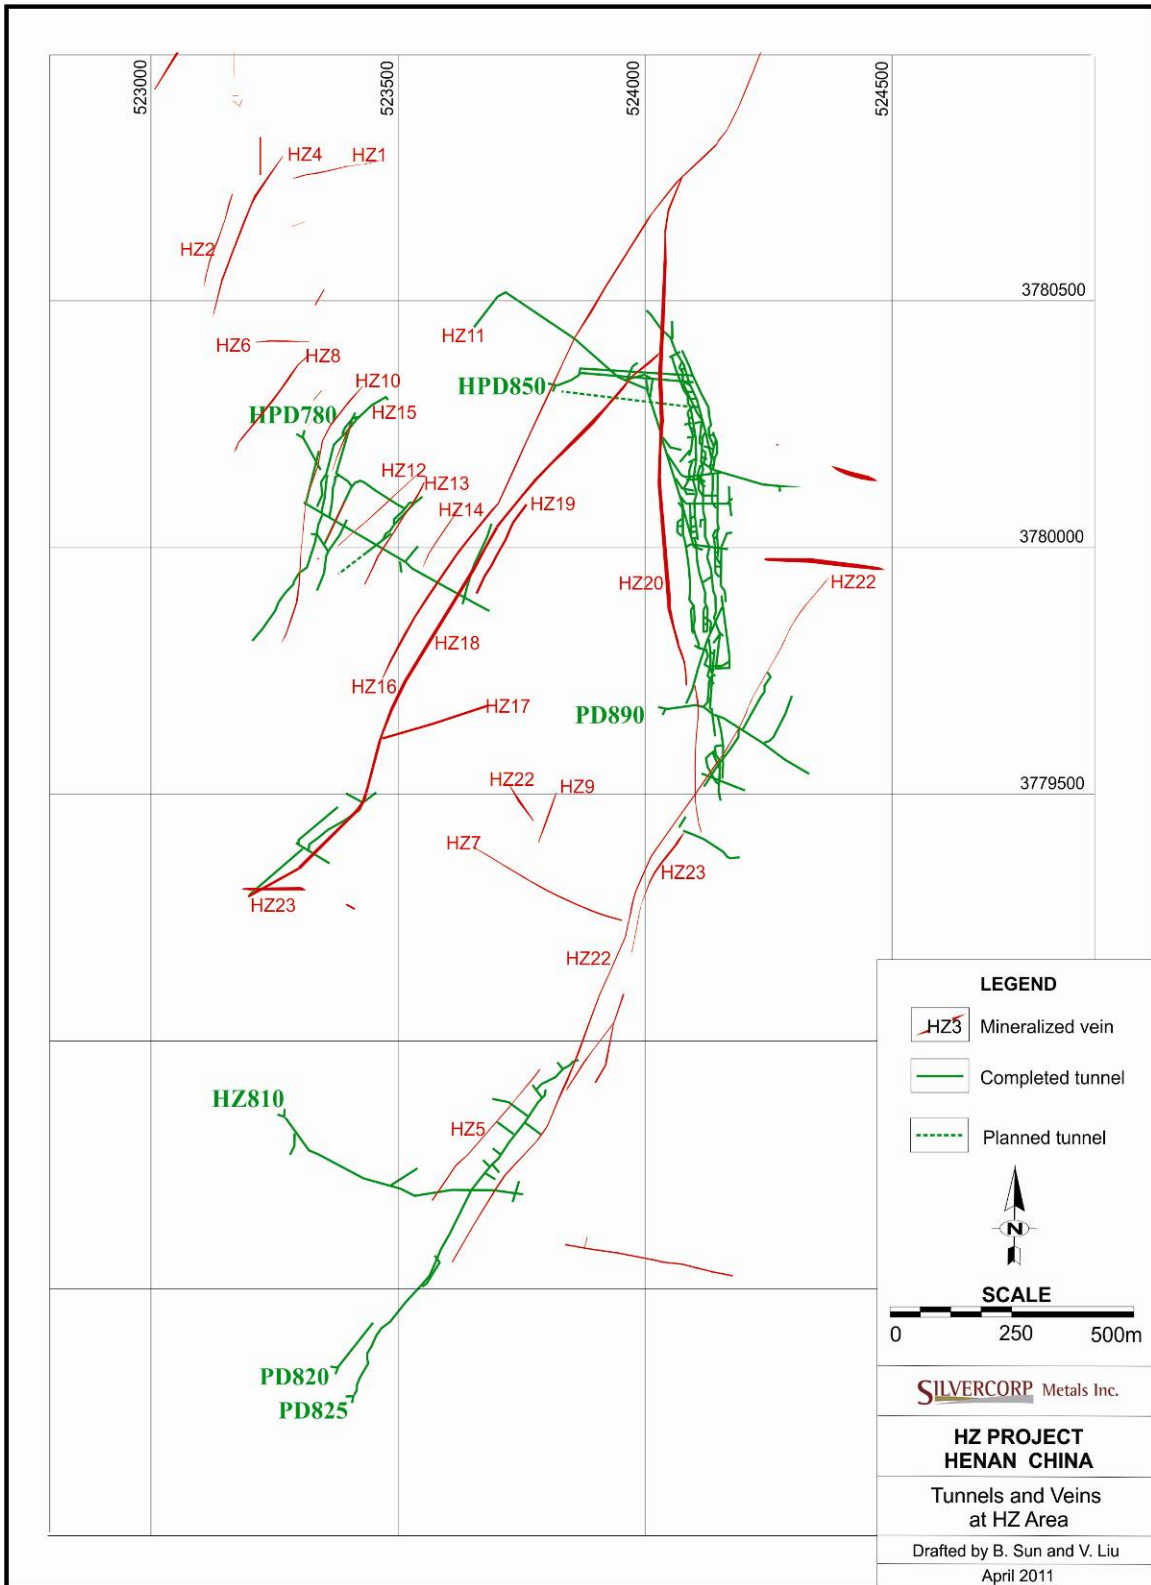 523000
523500
524000
524500
HZ4
HZ1
HZ2
3780500
HZ11
HZ6
HZ8
HZ10
HPD850
HPD780
HZ15
HZ12
HZ13
HZ14
HZ19
3780000
HZ20
HZ22
HZ18
HZ16
HZ17
PD890
HZ22
HZ9
3779500
HZ7
HZ23
HZ23
HZ22
HZ810
HZ5
PD820
PD825
LEGEND
HZ3 Mineralized vein
Completed tunnel
Planned tunnel
N
SCALE
0 250 500m
SILVERCORP Metals Inc.
HZ PROJECT
HENAN CHINA
Tunnels and Veins
at HZ Area
Drafted by B. Sun and V. Liu
April 2011